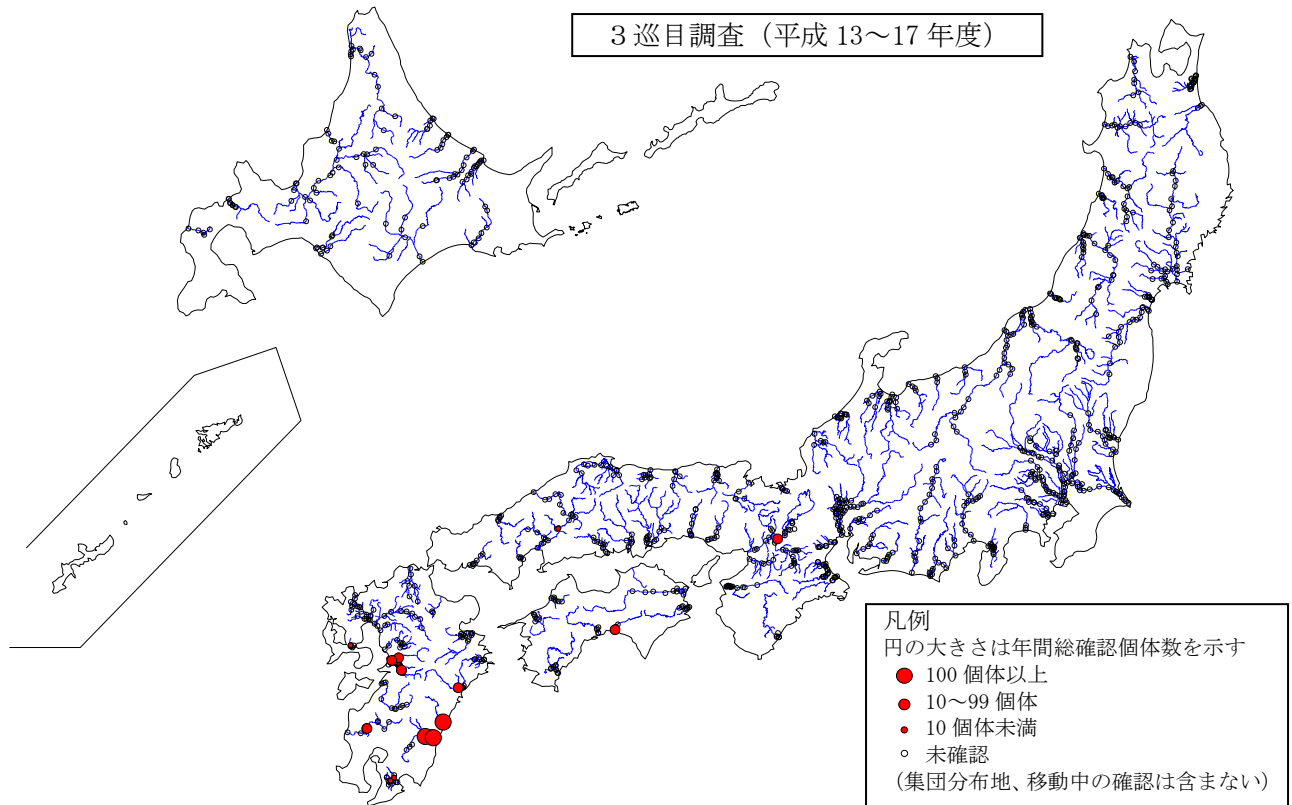 ３巡目調査（平成 13～17 年度）
凡例
円の大きさは年間総確認個体数を示す
100 個体以上
10～99 個体
10 個体未満
未確認
（集団分布地、移動中の確認は含まない）